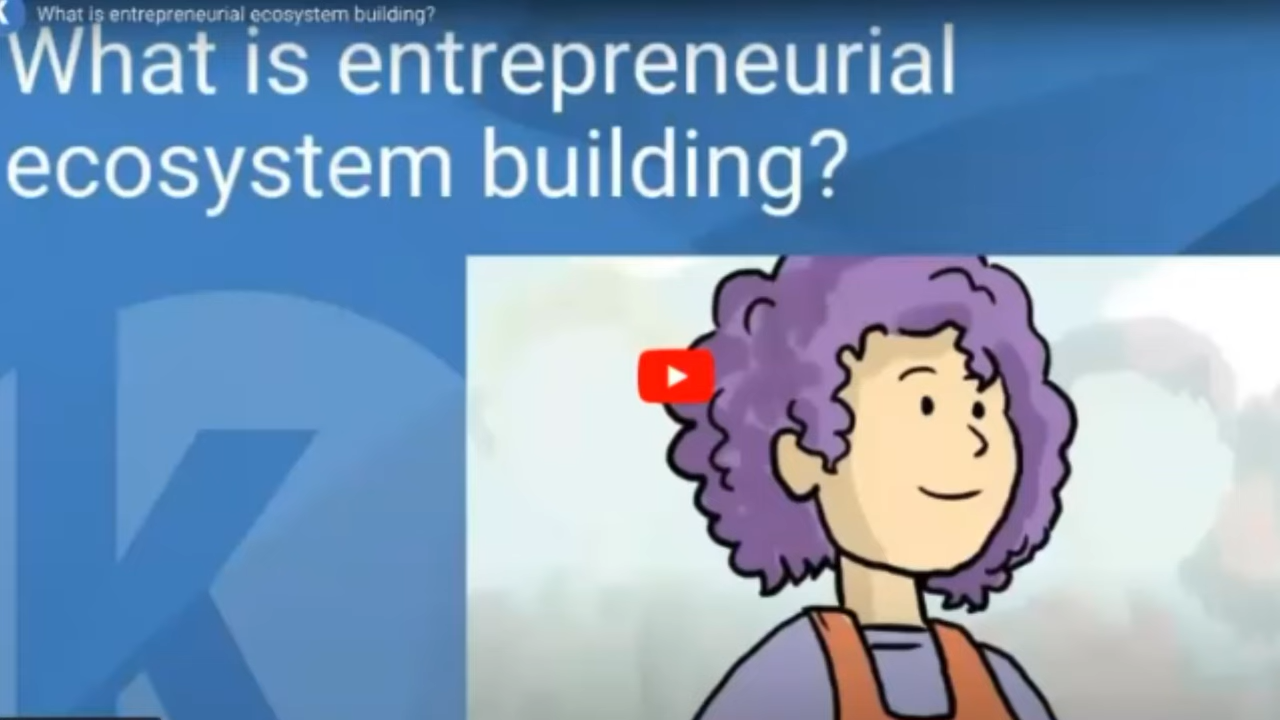 K
What is entrepreneurial ecosystem building?
What is entrepreneurial
ecosystem building?
K